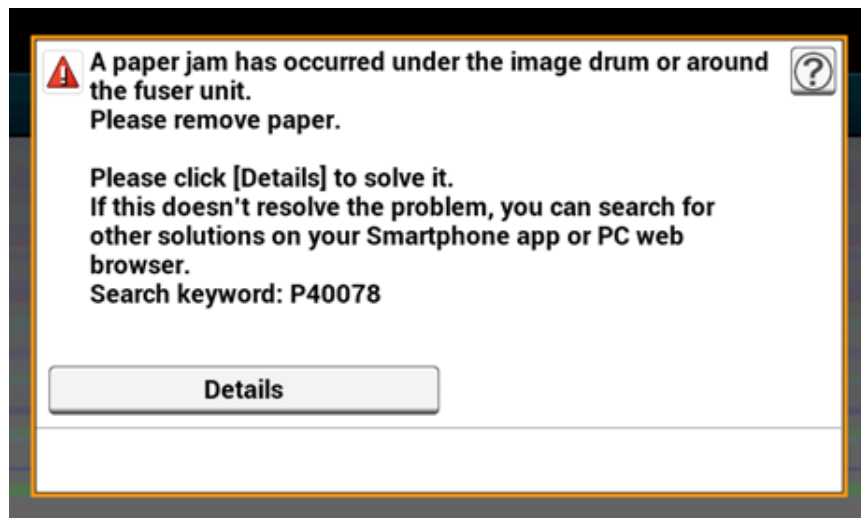 A paper jam has occurred under the image drum or around
the fuser unit.
Please remove paper.
Please click [Details] to solve it.
If this doesn't resolve the problem, you can search for
other solutions on your Smartphone app or PC web
browser.
Search keyword: P40078
Details